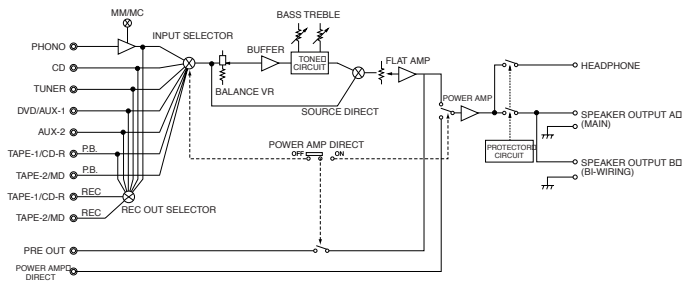 MM/MC
BASS TREBLE
PHONO
INPUT SELECTOR
BUFFER
TONE□
CIRCUIT
FLAT AMP
HEADPHONE
CD
TUNER
BALANCE VR
SOURCE DIRECT
POWER AMP
DVD/AUX-1
SPEAKER OUTPUT A□
(MAIN)
AUX-2
POWER AMP DIRECT
OFF ON
PROTECTOR□
CIRCUIT
TAPE-1/CD-R P.B.
TAPE-2/MD P.B.
SPEAKER OUTPUT B□
(BI-WIRING)
TAPE-1/CD-R REC
TAPE-2/MD REC
REC OUT SELECTOR
PRE OUT
POWER AMP□
DIRECT